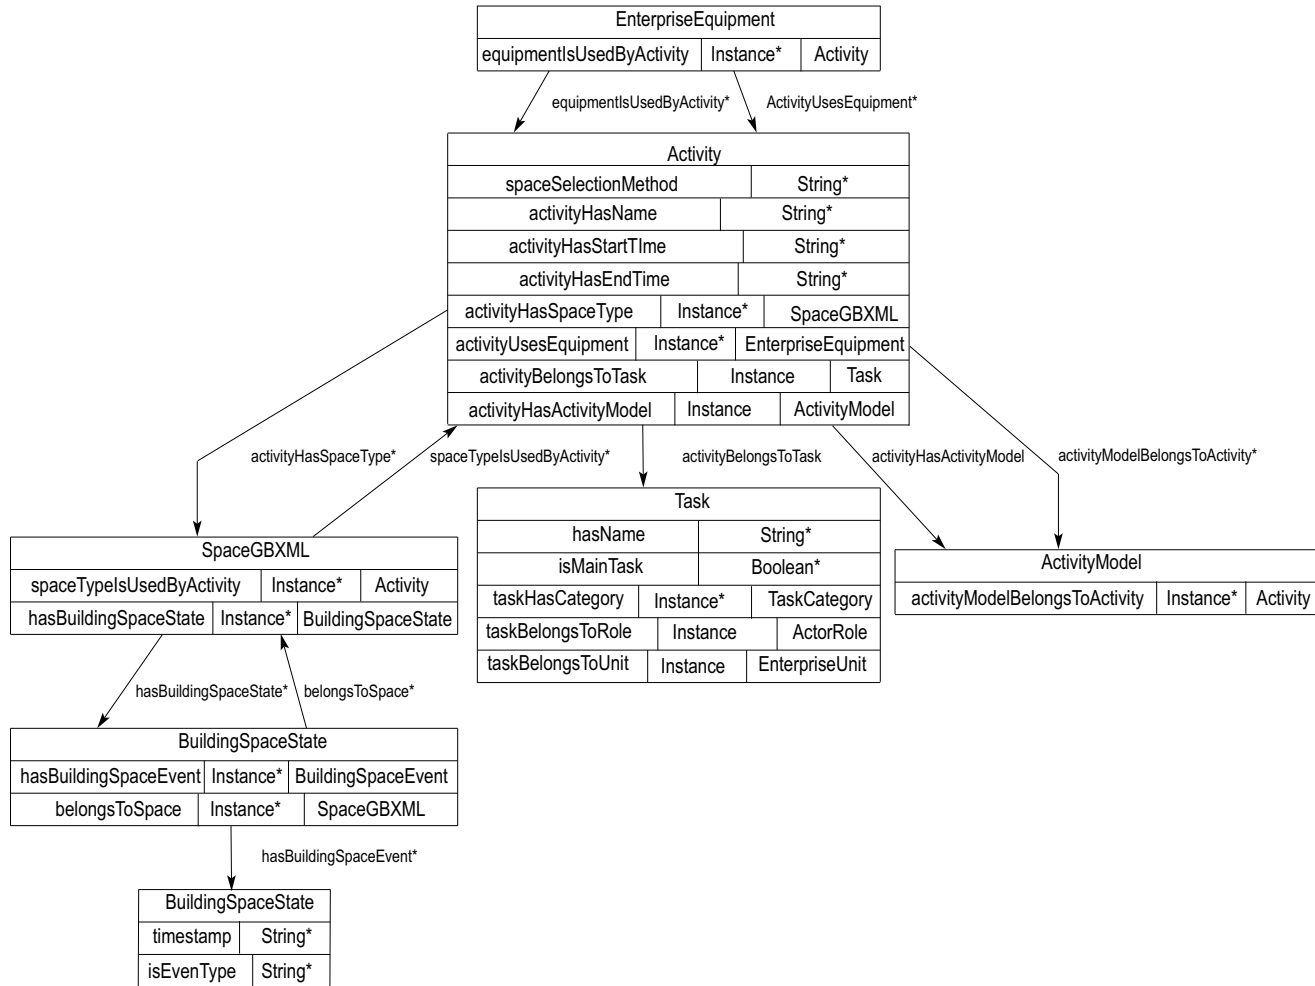 EnterpriseEquipment
equipmentIsUsedByActivity Instance* Activity
equipmentIsUsedByActivity* ActivityUsesEquipment*
Activity
spaceSelectionMethod String*
activityHasName String*
activityHasStartTIme String*
activityHasEndTime String*
activityHasSpaceType Instance* SpaceGBXML
activityUsesEquipment Instance* EnterpriseEquipment
activityBelongsToTask Instance Task
activityHasActivityModel Instance ActivityModel
activityHasSpaceType* spaceTypeIsUsedByActivity* activityBelongsToTask activityHasActivityModel activityModelBelongsToActivity*
SpaceGBXML
spaceTypeIsUsedByActivity Instance* Activity
hasBuildingSpaceState Instance* BuildingSpaceState
Task
hasName String*
isMainTask Boolean*
taskHasCategory Instance* TaskCategory
taskBelongsToRole Instance ActorRole
taskBelongsToUnit Instance EnterpriseUnit
ActivityModel
activityModelBelongsToActivity Instance* Activity
hasBuildingSpaceState* belongsToSpace*
BuildingSpaceState
hasBuildingSpaceEvent Instance* BuildingSpaceEvent
belongsToSpace Instance* SpaceGBXML
hasBuildingSpaceEvent*
BuildingSpaceState
timestamp String*
isEvenType String*